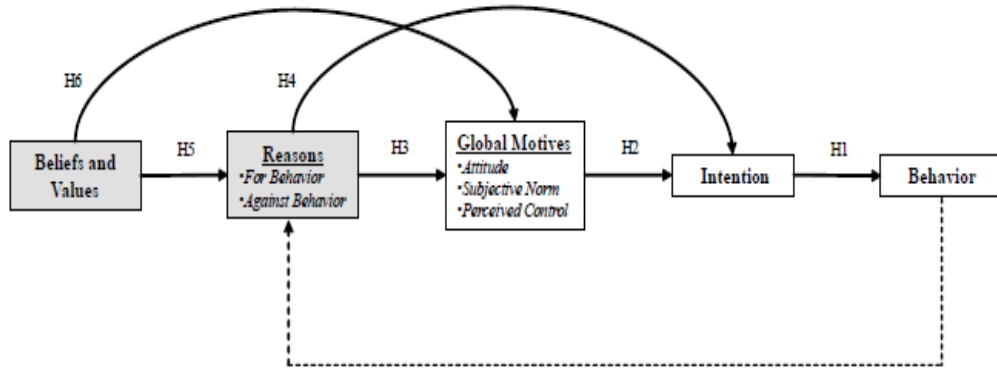 H6
H4
Beliefs and
Values
H5
Reasons
•For Behavior
•Against Behavior
H3
Global Motives
•Attitude
•Subjective Norm
•Perceived Control
H2
Intention
H1
Behavior